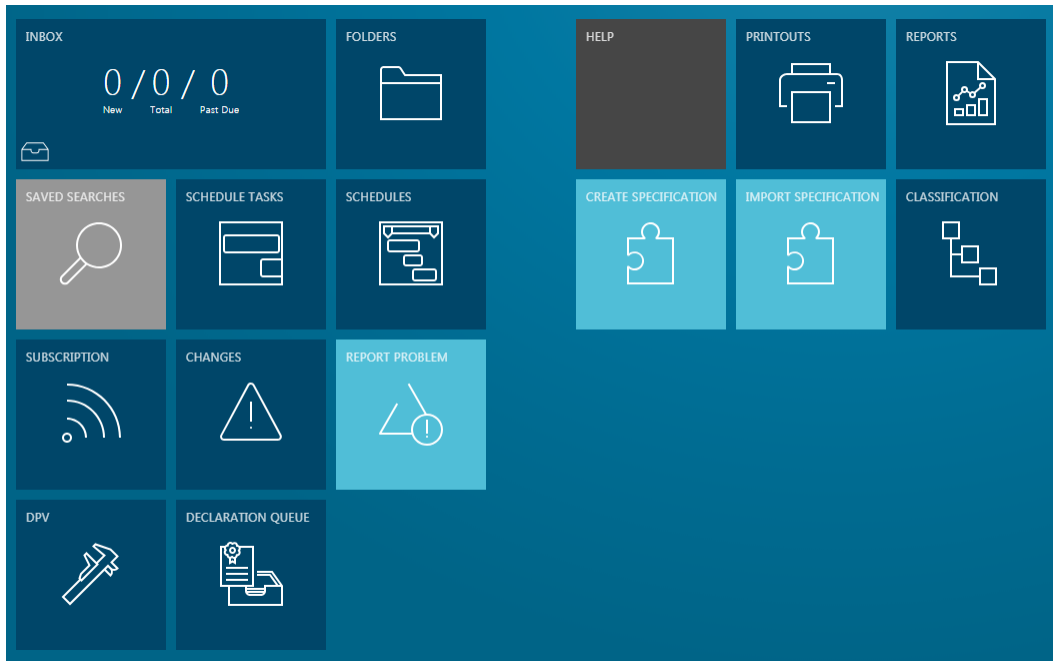 INBOX
0 / 0 / 0
New Total Past Due
FOLDERS
SAVED SEARCHES
SCHEDULE TASKS
SCHEDULES
SUBSCRIPTION
CHANGES
REPORT PROBLEM
DPV
DECLARATION QUEUE
HELP
PRINTOUTS
REPORTS
CREATE SPECIFICATION
IMPORT SPECIFICATION
CLASSIFICATION